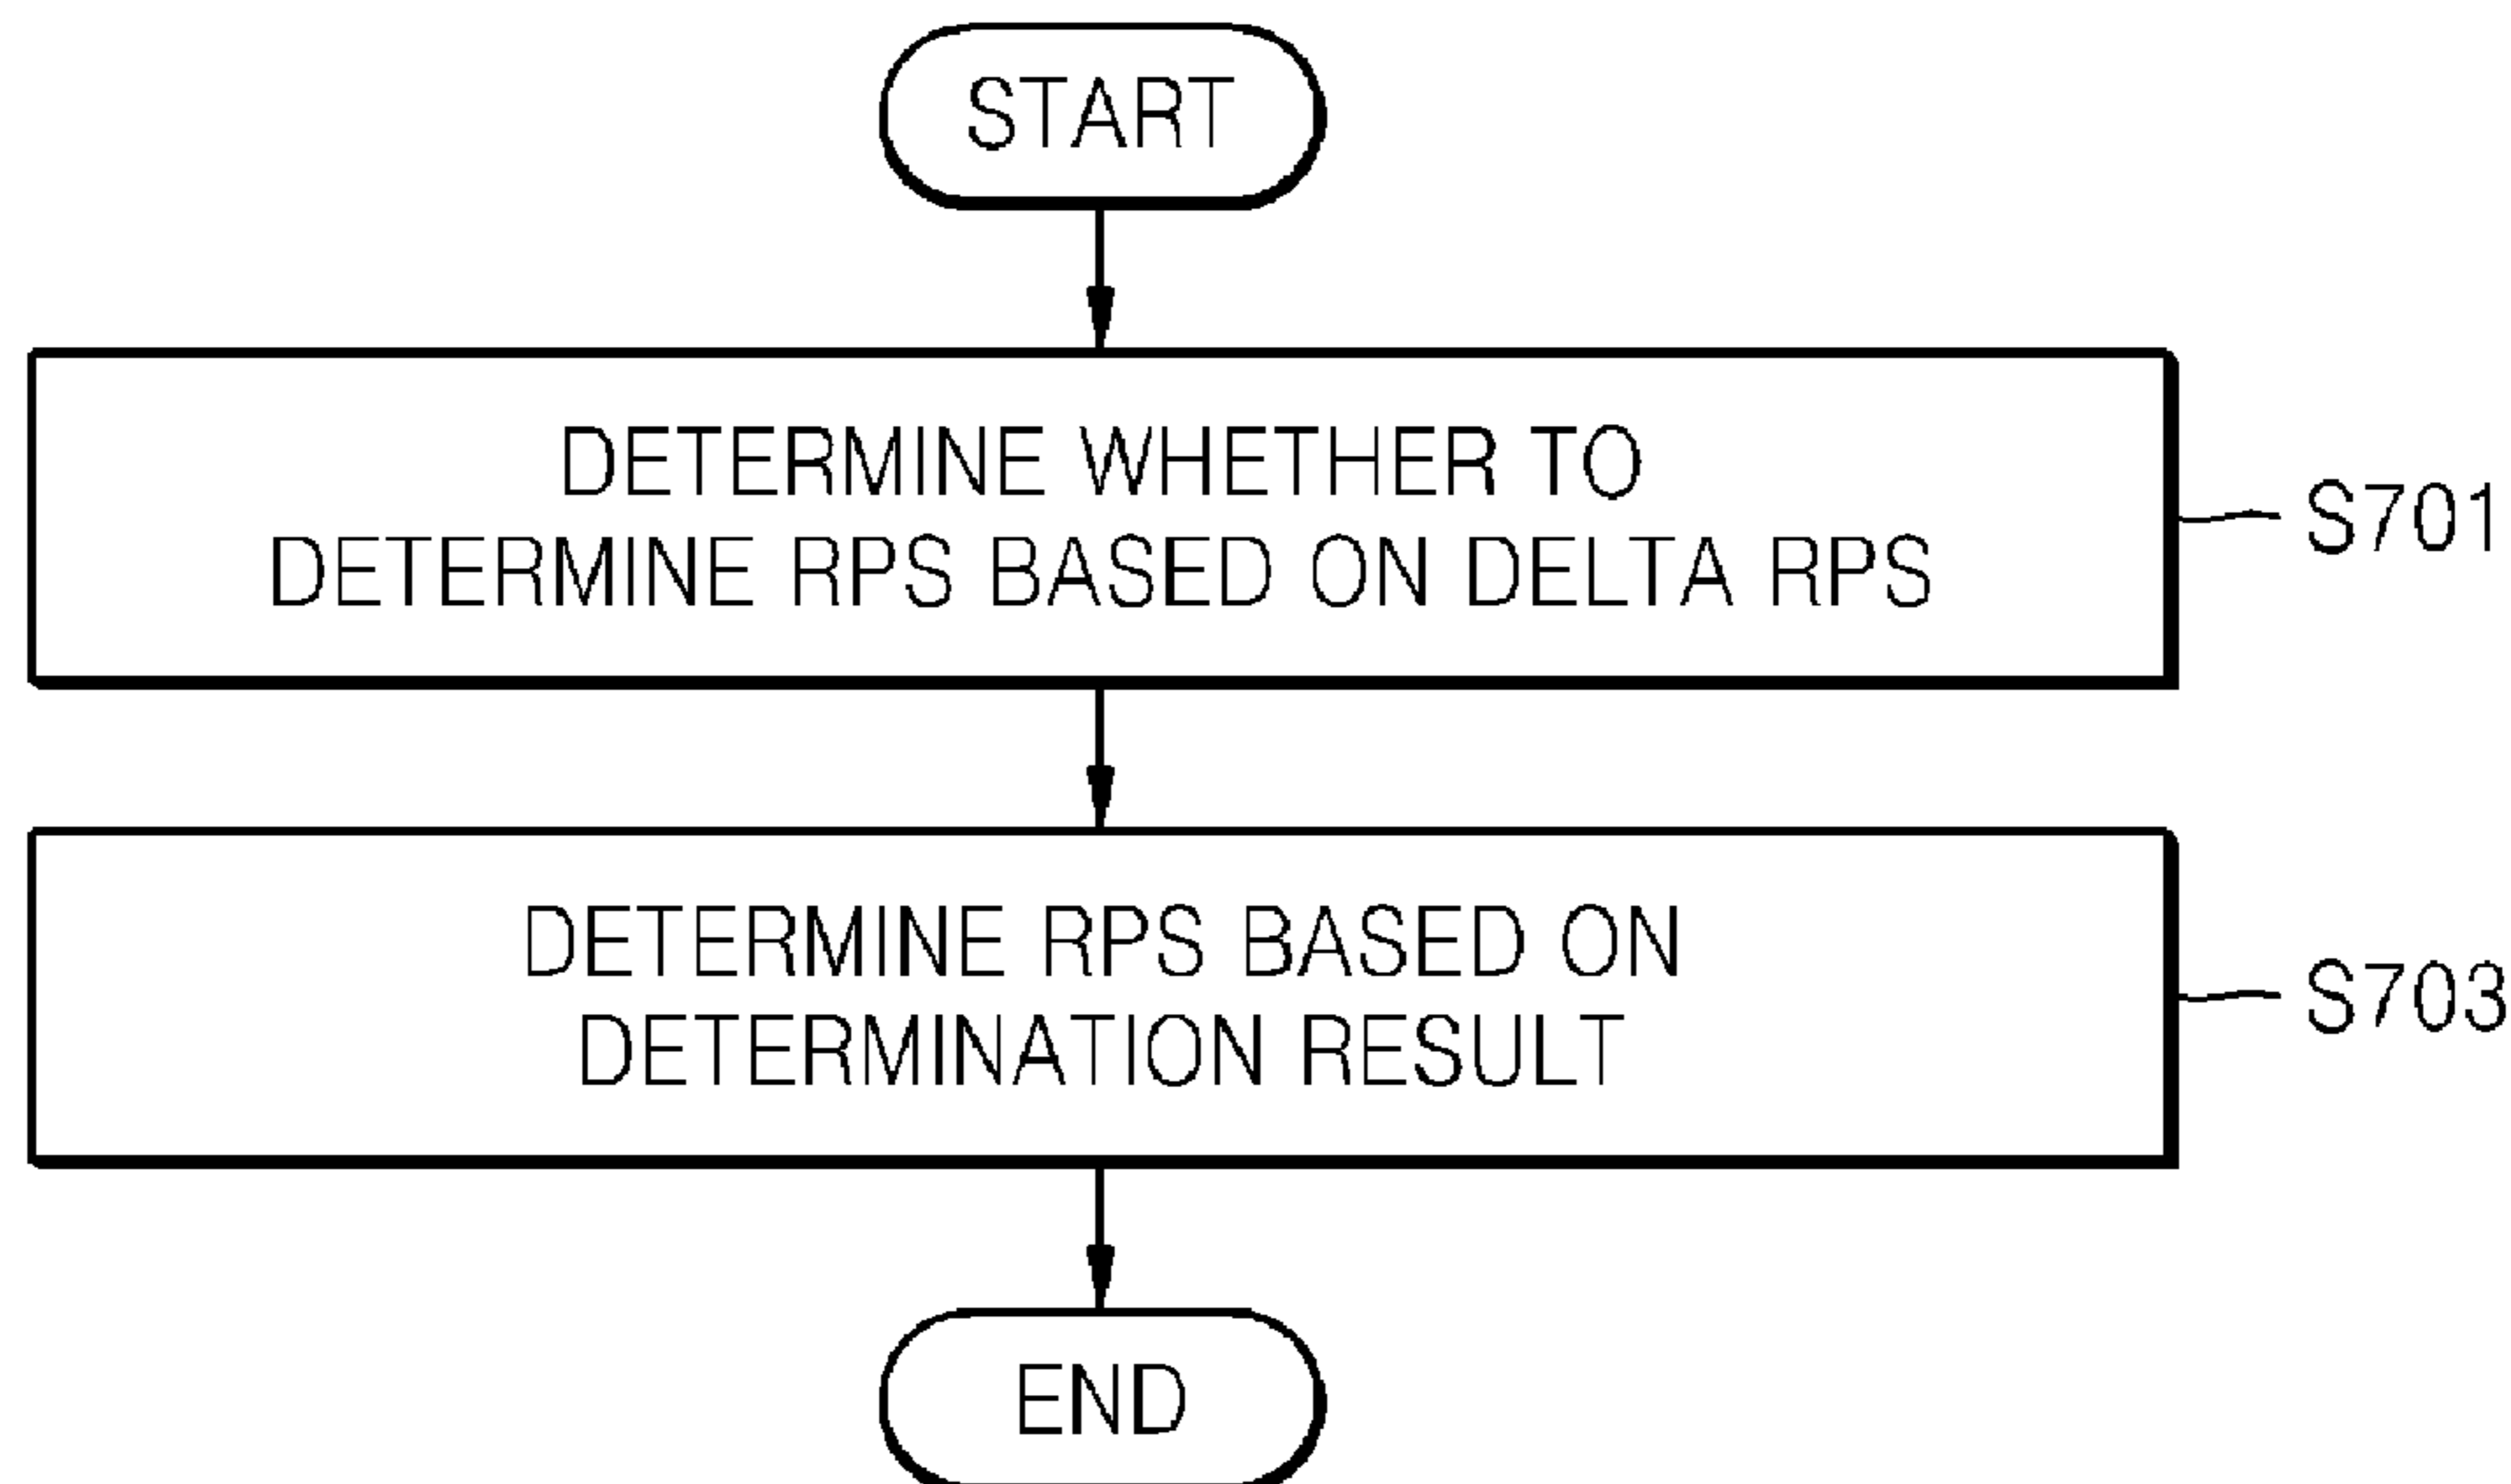 START
DETERMINE WHETHER TO
DETERMINE RPS BASED ON DELTA RPS
S701
DETERMINE RPS BASED ON
DETERMINATION RESULT
S703
END